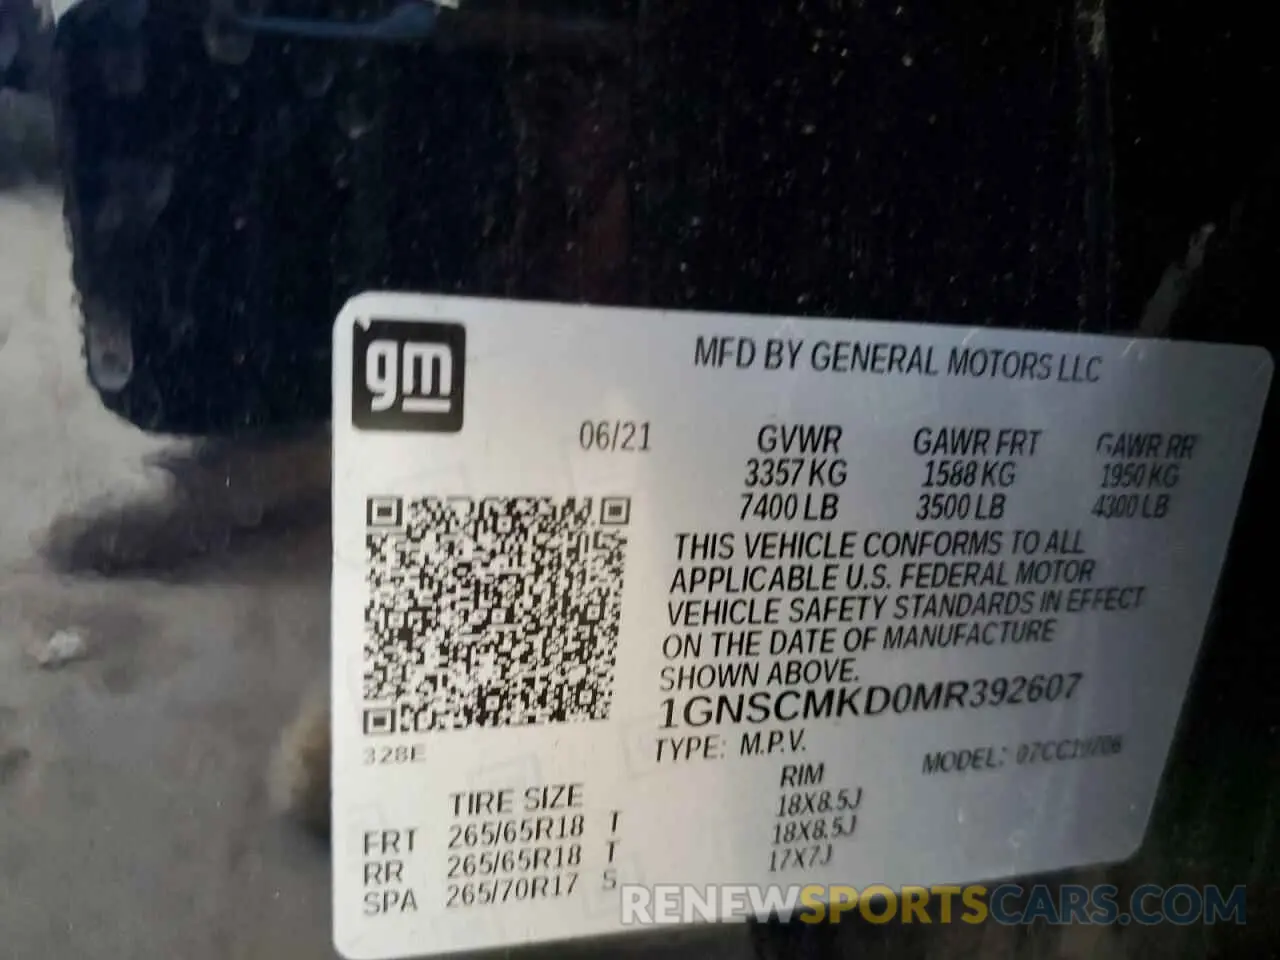 gm
MFD BY GENERAL MOTORS LLC
06/21
GVWR GAWR FRT GAWR RR
3357 KG 1588 KG 1950 KG
7400 LB 3500 LB 4300 LB
THIS VEHICLE CONFORMS TO ALL
APPLICABLE U.S. FEDERAL MOTOR
VEHICLE SAFETY STANDARDS IN EFFECT
ON THE DATE OF MANUFACTURE
SHOWN ABOVE.
1GNSCMKD0MR392607
328E
TYPE: M.P.V. MODEL:
TIRE SIZE RIM
FRT 265/65R18 T 18X8.5J
RR 265/65R18 T 18X8.5J
SPA 265/70R17 S 17X7J
RENEWSPORTSCARS.COM